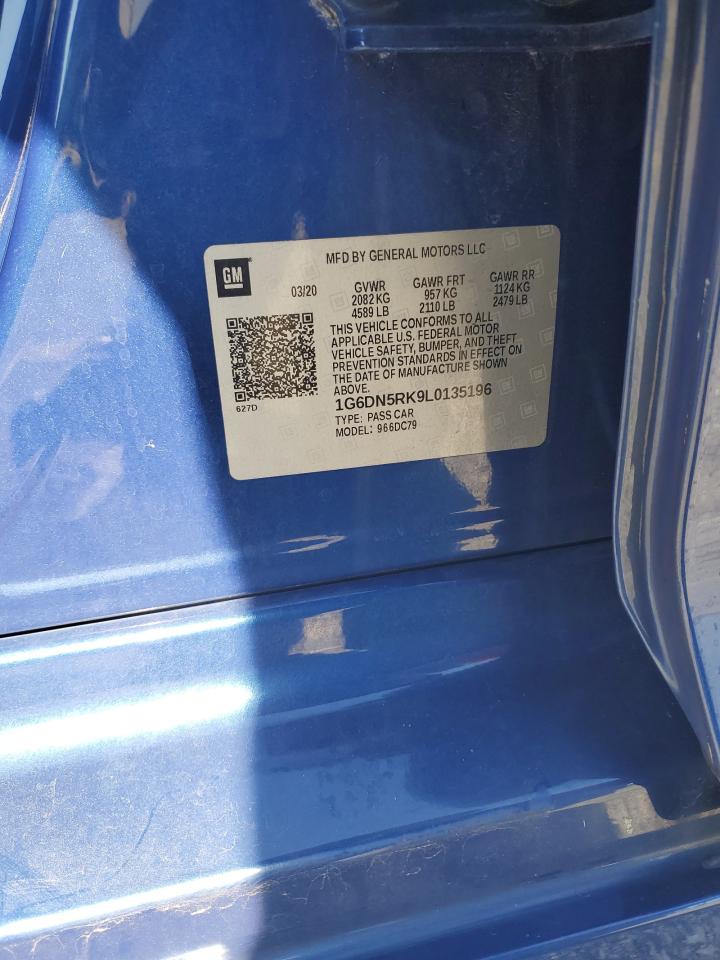 MFD BY GENERAL MOTORS LLC
GM
03/20 GVWR GAWR FRT GAWR RR
2082 KG 957 KG 1124 KG
4589 LB 2110 LB 2479 LB
THIS VEHICLE CONFORMS TO ALL
APPLICABLE U.S. FEDERAL MOTOR
VEHICLE SAFETY, BUMPER, AND THEFT
PREVENTION STANDARDS IN EFFECT ON
THE DATE OF MANUFACTURE SHOWN
ABOVE.
627D
1G6DN5RK9L0135196
TYPE: PASS CAR
MODEL: 966DC79